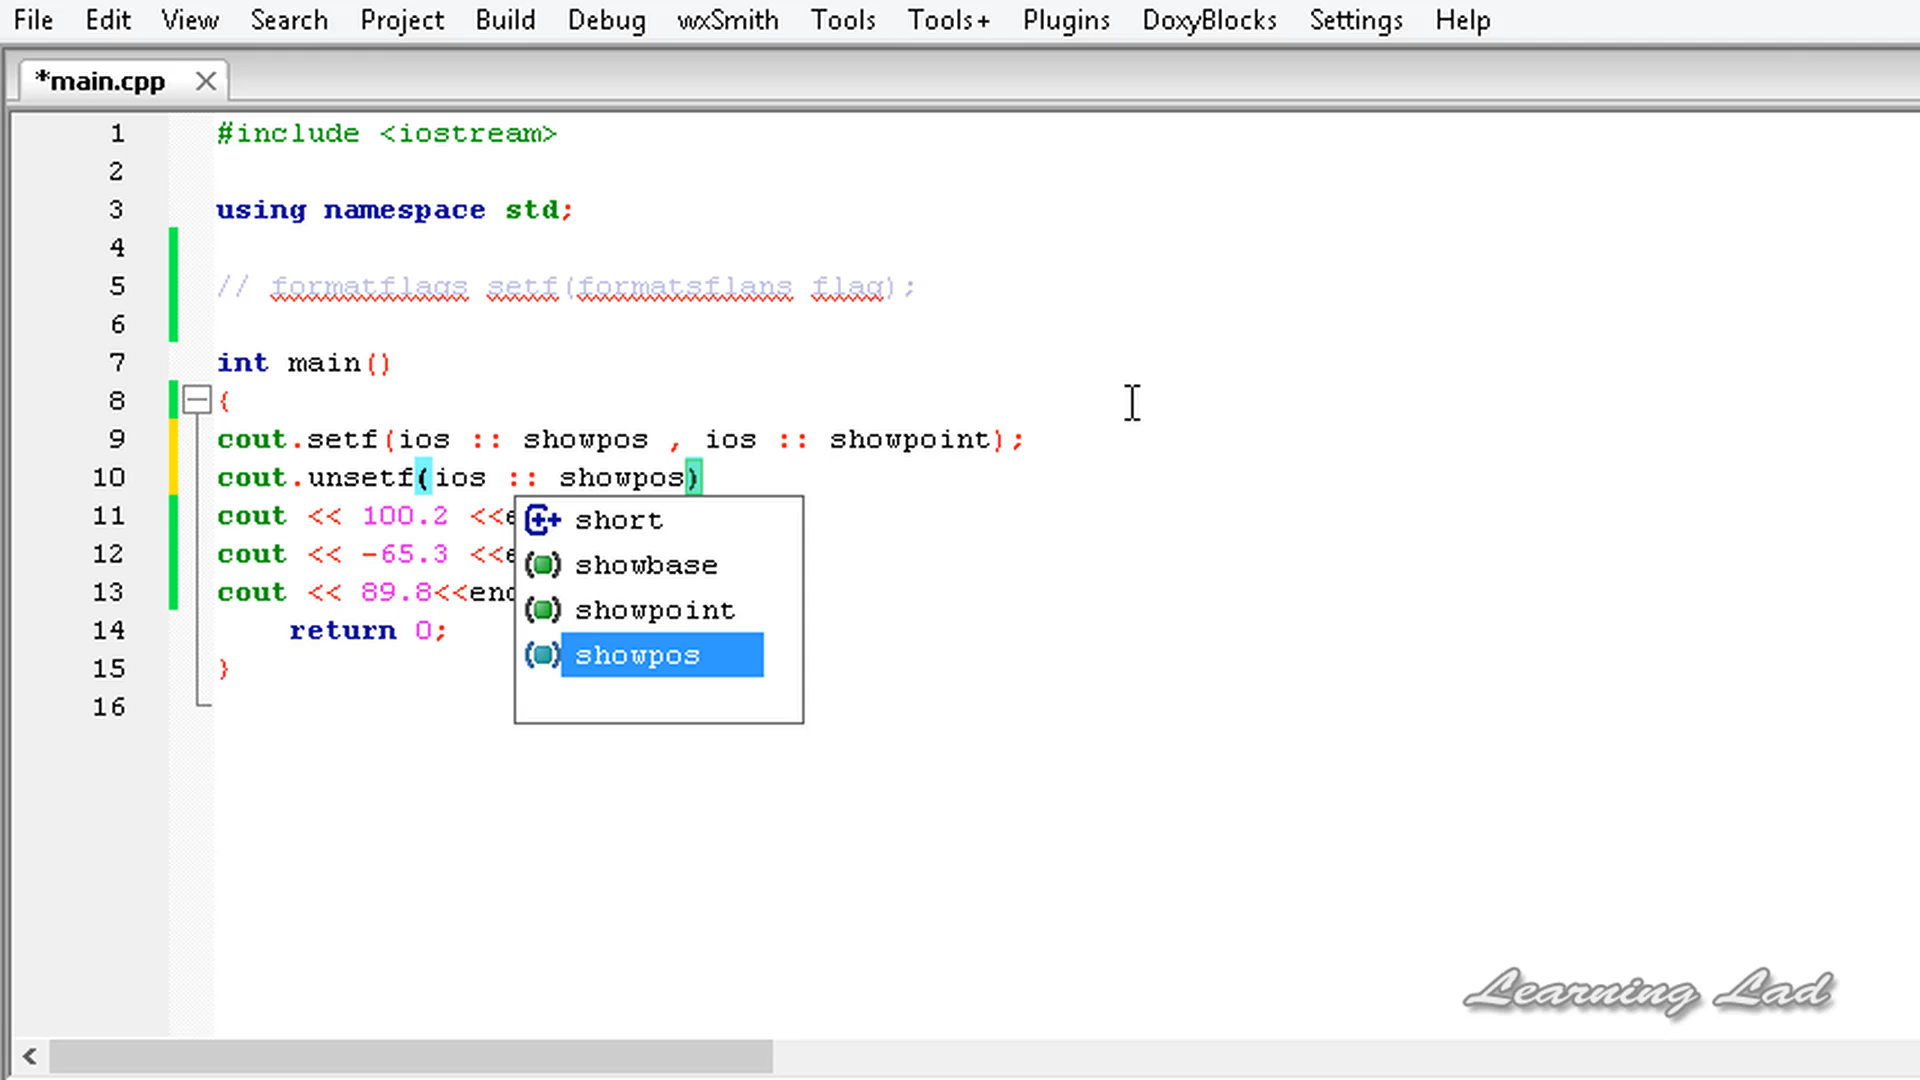 File Edit View Search Project Build Debug wxSmith Tools Tools+ Plugins DoxyBlocks Settings Help
*main.cpp
1 #include <iostream>
2
3 using namespace std;
4
5 // formatflags setf(formatsflans flag);
6
7 int main()
8 {
9 cout.setf(ios :: showpos , ios :: showpoint);
10 cout.unsetf(ios :: showpos)
11 cout << 100.2 <<e
12 cout << -65.3 <<e
13 cout << 89.8<<end
14 return 0;
15 }
16
short
showbase
showpoint
showpos
Learning Lad